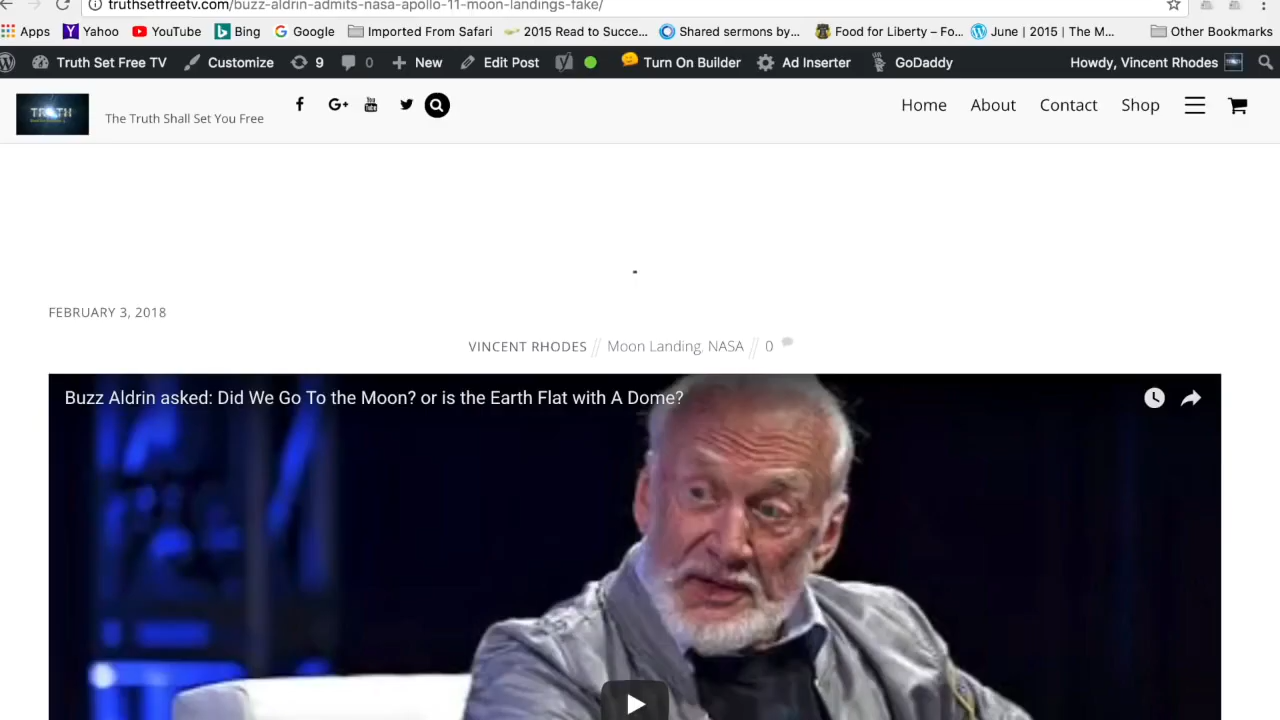 truthsetfreetv.com/buzz-aldrin-admits-nasa-apollo-11-moon-landings-fake/
Apps Yahoo YouTube Bing Google Imported From Safari 2015 Read to Succe... Shared sermons by... Food for Liberty – Fo... June | 2015 | The M... Other Bookmarks
Truth Set Free TV Customize 9 0 New Edit Post Turn On Builder Ad Inserter GoDaddy Howdy, Vincent Rhodes
TRUTH The Truth Shall Set You Free Home About Contact Shop
FEBRUARY 3, 2018
VINCENT RHODES // Moon Landing, NASA // 0
Buzz Aldrin asked: Did We Go To the Moon? or is the Earth Flat with A Dome?